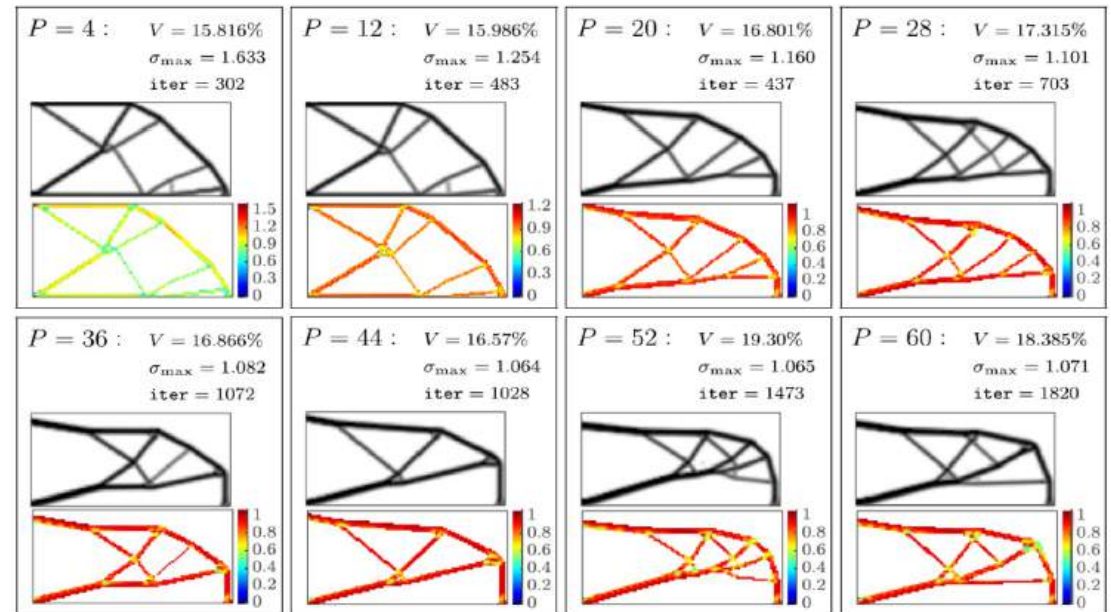 P = 4 : V = 15.816%
σmax = 1.633
iter = 302
1.5
1.2
0.9
0.6
0.3
0
P = 12 : V = 15.986%
σmax = 1.254
iter = 483
1.2
0.9
0.6
0.3
0
P = 20 : V = 16.801%
σmax = 1.160
iter = 437
1
0.8
0.6
0.4
0.2
0
P = 28 : V = 17.315%
σmax = 1.101
iter = 703
1
0.8
0.6
0.4
0.2
0
P = 36 : V = 16.866%
σmax = 1.082
iter = 1072
1
0.8
0.6
0.4
0.2
0
P = 44 : V = 16.57%
σmax = 1.064
iter = 1028
1
0.8
0.6
0.4
0.2
0
P = 52 : V = 19.30%
σmax = 1.065
iter = 1473
1
0.8
0.6
0.4
0.2
0
P = 60 : V = 18.385%
σmax = 1.071
iter = 1820
1
0.8
0.6
0.4
0.2
0